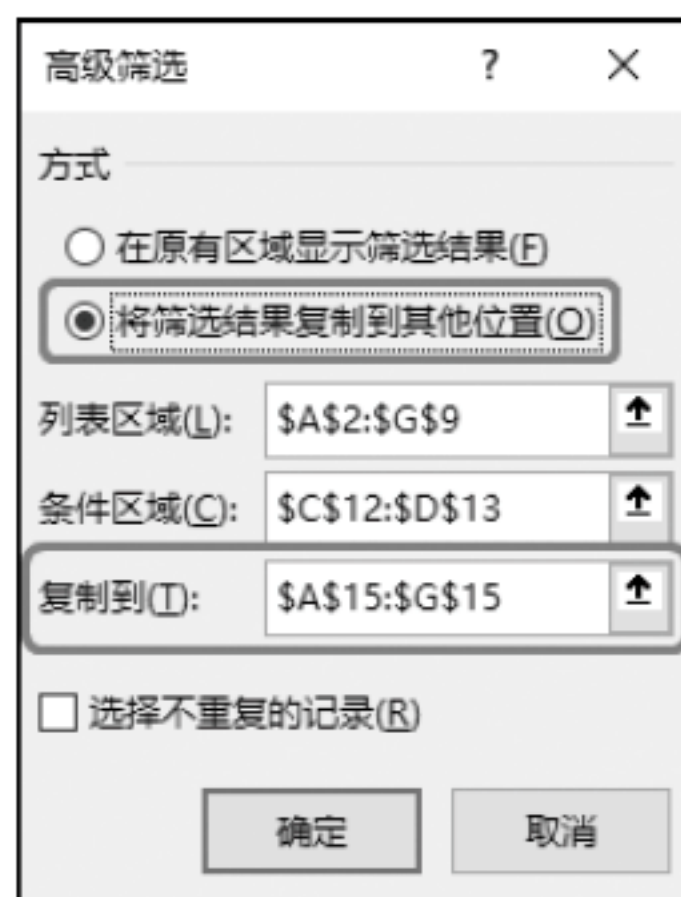 高级筛选 ? ×
方式
在原有区域显示筛选结果(F)
将筛选结果复制到其他位置(O)
列表区域(L): $A$2:$G$9
条件区域(C): $C$12:$D$13
复制到(T): $A$15:$G$15
选择不重复的记录(R)
确定 取消